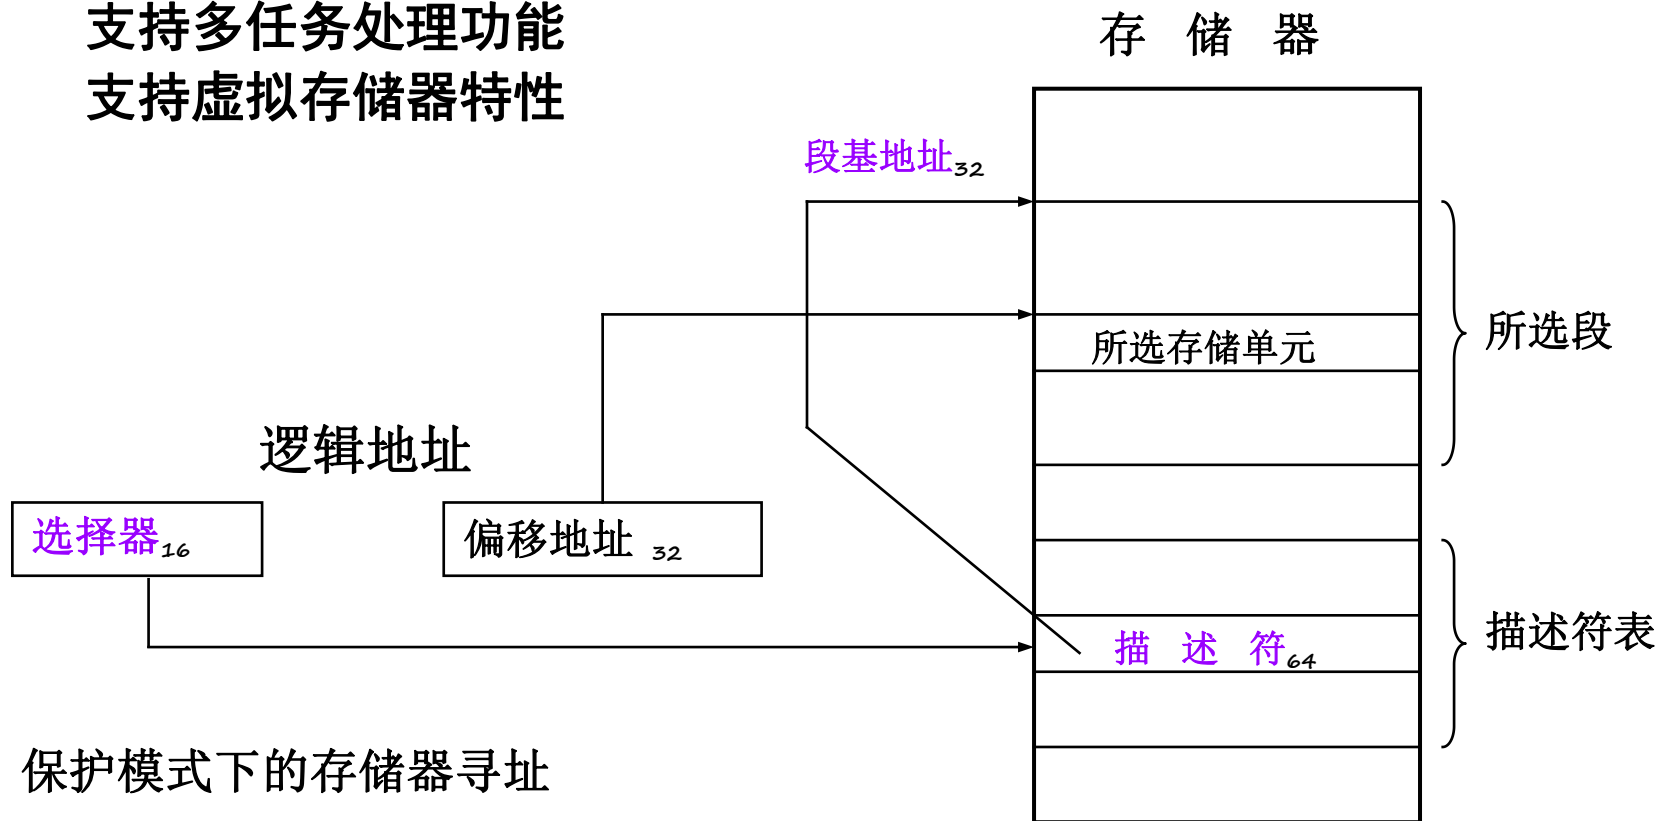 支持多任务处理功能
支持虚拟存储器特性
存 储 器
段基地址32
所选存储单元
所选段
逻辑地址
选择器16
偏移地址 32
描 述 符64
描述符表
保护模式下的存储器寻址